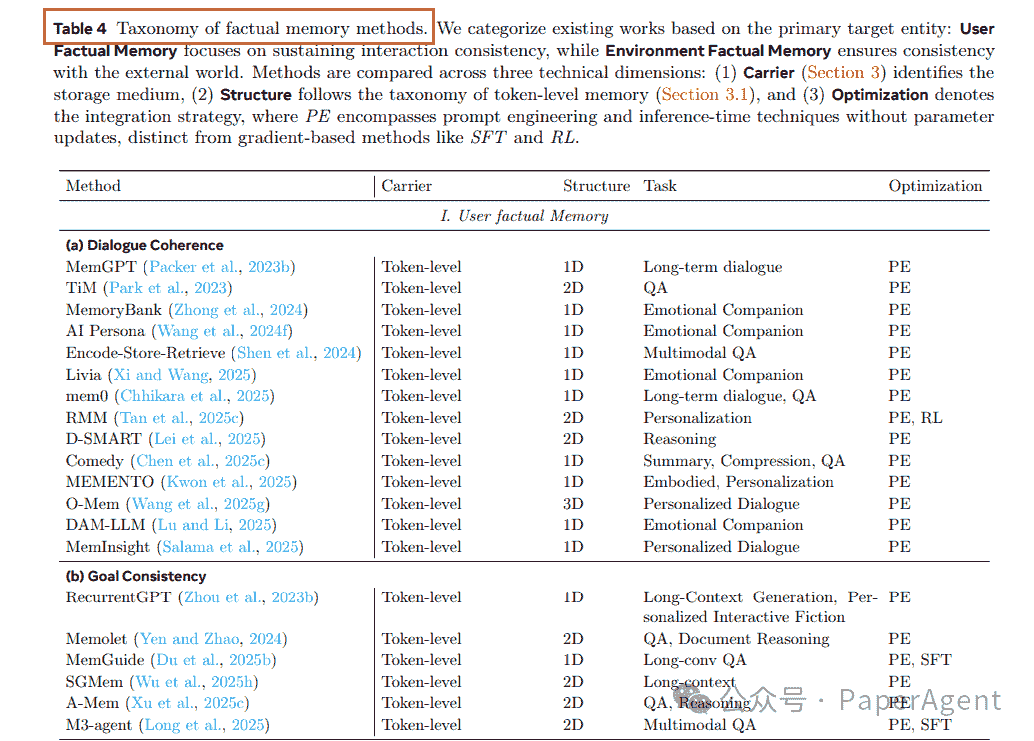 Table 4 Taxonomy of factual memory methods. We categorize existing works based on the primary target entity: User
Factual Memory focuses on sustaining interaction consistency, while Environment Factual Memory ensures consistency
with the external world. Methods are compared across three technical dimensions: (1) Carrier (Section 3) identifies the
storage medium, (2) Structure follows the taxonomy of token-level memory (Section 3.1), and (3) Optimization denotes
the integration strategy, where PE encompasses prompt engineering and inference-time techniques without parameter
updates, distinct from gradient-based methods like SFT and RL.
Method Carrier Structure Task Optimization
I. User factual Memory
(a) Dialogue Coherence
MemGPT (Packer et al., 2023b) Token-level 1D Long-term dialogue PE
TiM (Park et al., 2023) Token-level 2D QA PE
MemoryBank (Zhong et al., 2024) Token-level 1D Emotional Companion PE
AI Persona (Wang et al., 2024f) Token-level 1D Emotional Companion PE
Encode-Store-Retrieve (Shen et al., 2024) Token-level 1D Multimodal QA PE
Livia (Xi and Wang, 2025) Token-level 1D Emotional Companion PE
mem0 (Chhikara et al., 2025) Token-level 1D Long-term dialogue, QA PE
RMM (Tan et al., 2025c) Token-level 2D Personalization PE, RL
D-SMART (Lei et al., 2025) Token-level 2D Reasoning PE
Comedy (Chen et al., 2025c) Token-level 1D Summary, Compression, QA PE
MEMENTO (Kwon et al., 2025) Token-level 1D Embodied, Personalization PE
O-Mem (Wang et al., 2025g) Token-level 3D Personalized Dialogue PE
DAM-LLM (Lu and Li, 2025) Token-level 1D Emotional Companion PE
MemInsight (Salama et al., 2025) Token-level 1D Personalized Dialogue PE
(b) Goal Consistency
RecurrentGPT (Zhou et al., 2023b) Token-level 1D Long-Context Generation, Per- PE
sonalized Interactive Fiction
Memolet (Yen and Zhao, 2024) Token-level 2D QA, Document Reasoning PE
MemGuide (Du et al., 2025b) Token-level 1D Long-conv QA PE, SFT
SGMem (Wu et al., 2025h) Token-level 2D Long-context PE
A-Mem (Xu et al., 2025c) Token-level 2D QA, Reasoning PE
公众号 · PaperAgent
M3-agent (Long et al., 2025) Token-level 2D Multimodal QA PE, SFT